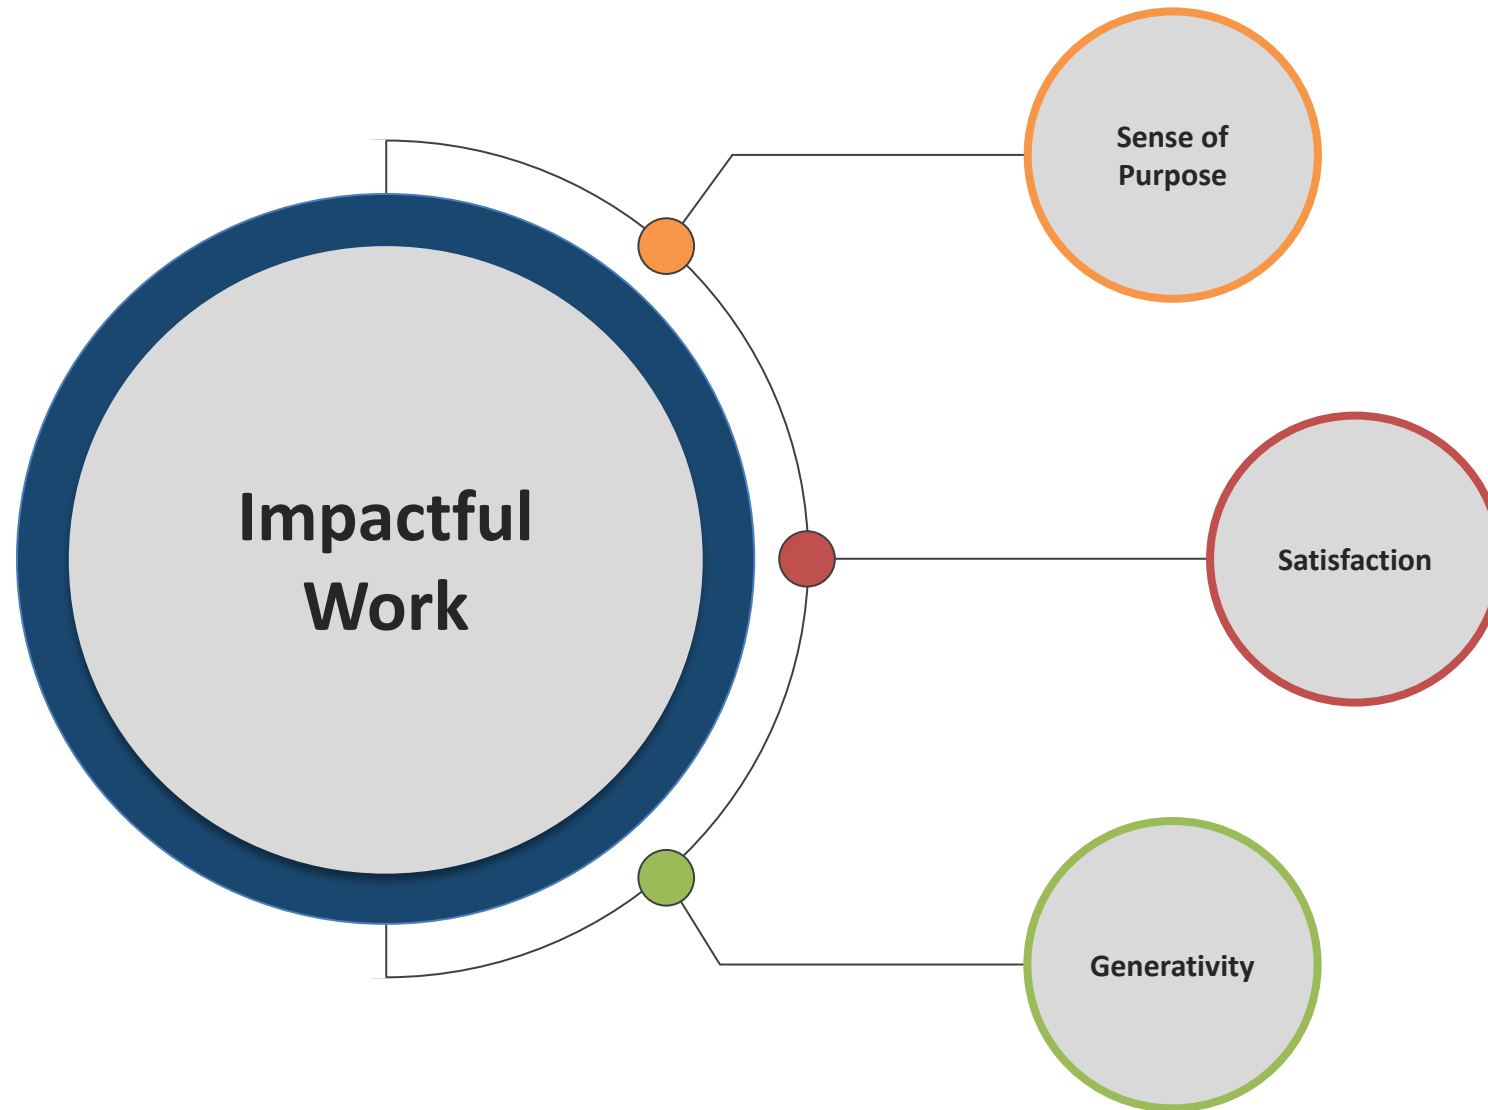 Sense of
Purpose
Impactful
Work
Satisfaction
Generativity